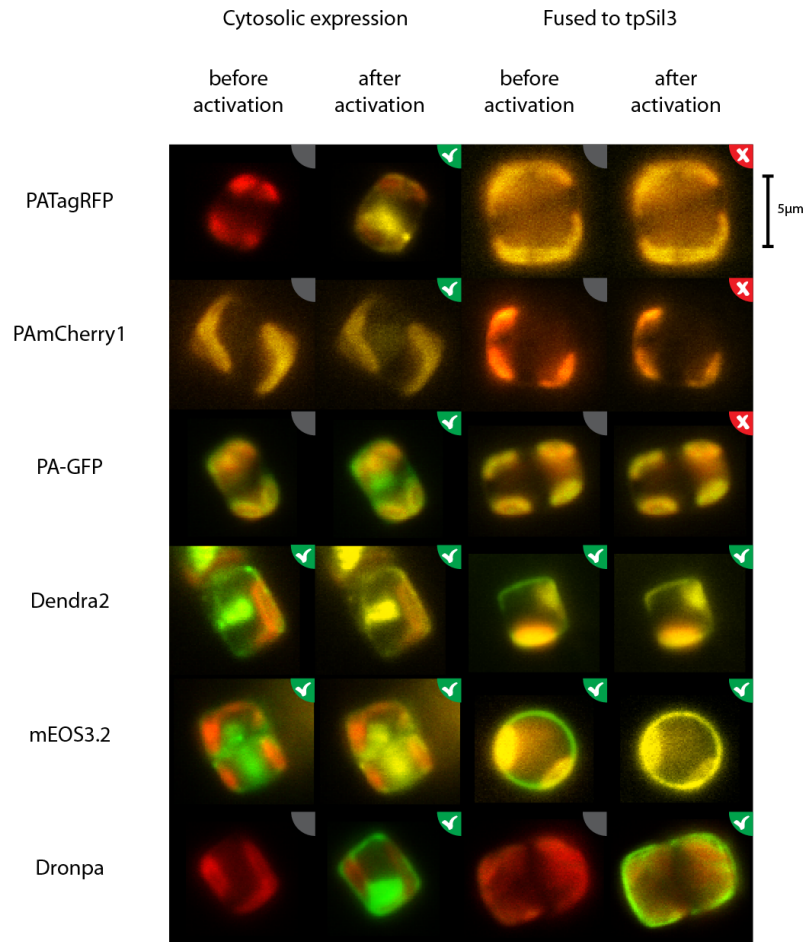 Cytosolic expression
Fused to tpSil3
before
activation
after
activation
before
activation
after
activation
PATagRFP
5µm
PAmCherry1
PA-GFP
Dendra2
mEOS3.2
Dronpa